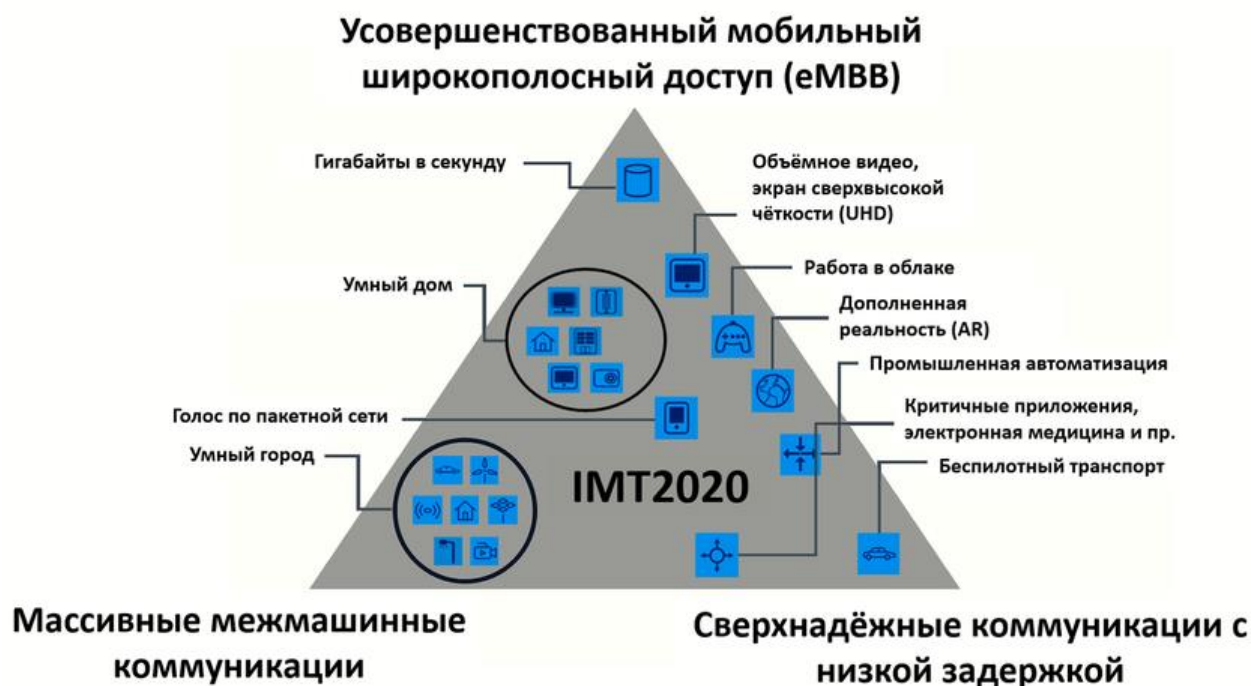 Усовершенствованный мобильный
широкополосный доступ (eMBB)
Гигабайты в секунду
Объёмное видео,
экран сверхвысокой
чёткости (UHD)
Умный дом
Работа в облаке
Дополненная
реальность (AR)
Промышленная автоматизация
Голос по пакетной сети
Критичные приложения,
электронная медицина и пр.
Умный город
Беспилотный транспорт
IMT2020
Массивные межмашинные
коммуникации
Сверхнадёжные коммуникации с
низкой задержкой